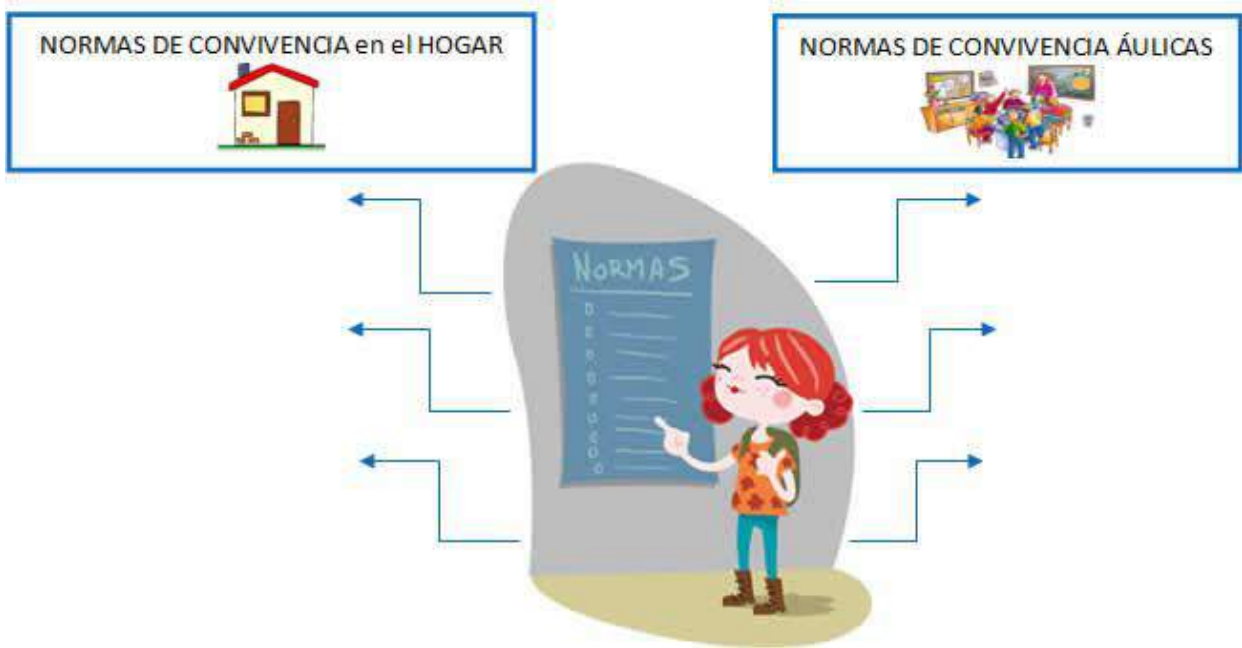 NORMAS DE CONVIVENCIA en el HOGAR
NORMAS DE CONVIVENCIA ÁULICAS
NORMAS